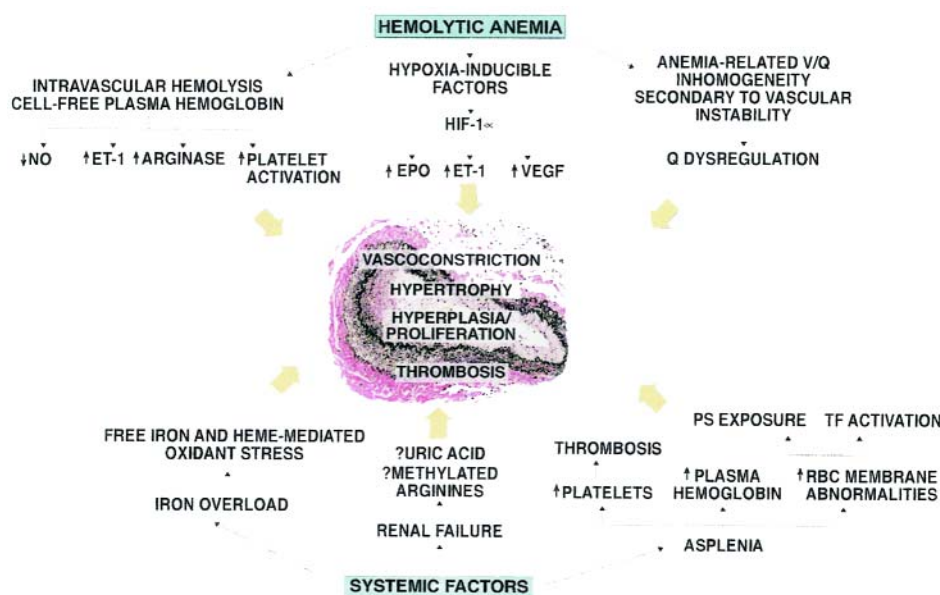 HEMOLYTIC ANEMIA
INTRAVASCULAR HEMOLYSIS
CELL-FREE PLASMA HEMOGLOBIN
↓NO
↑ET-1
↑ARGINASE
↑PLATELET
ACTIVATION
HYPOXIA-INDUCIBLE
FACTORS
HIF-1∝
↑EPO
↑ET-1
↑VEGF
ANEMIA-RELATED V/Q
INHOMOGENEITY
SECONDARY TO VASCULAR
INSTABILITY
Q DYSREGULATION
VASCOCONSTRICTION
HYPERTROPHY
HYPERPLASIA/
PROLIFERATION
THROMBOSIS
FREE IRON AND HEME-MEDIATED
OXIDANT STRESS
IRON OVERLOAD
?URIC ACID
?METHYLATED
ARGININES
RENAL FAILURE
PS EXPOSURE
TF ACTIVATION
THROMBOSIS
↑PLATELETS
↑PLASMA
HEMOGLOBIN
↑RBC MEMBRANE
ABNORMALITIES
ASPLENIA
SYSTEMIC FACTORS